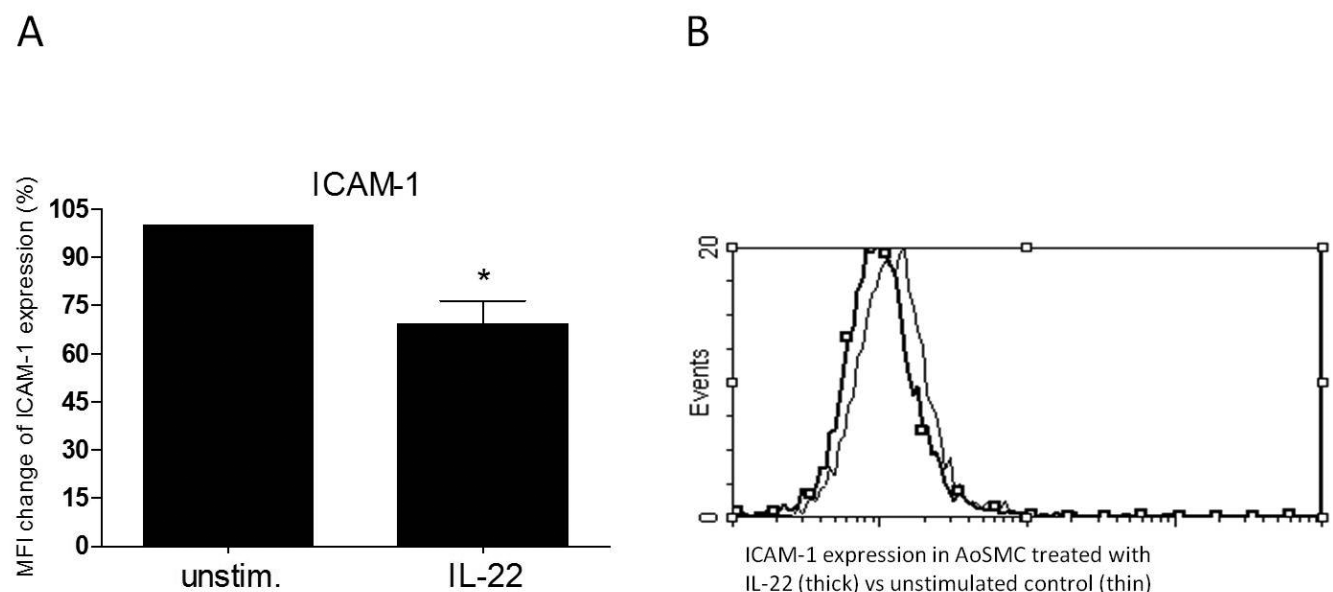 A
B
ICAM-1
MFI change of ICAM-1 expression (%)
105
90
75
60
45
30
15
0
*
unstim.
IL-22
20
Events
0
ICAM-1 expression in AoSMC treated with
IL-22 (thick) vs unstimulated control (thin)